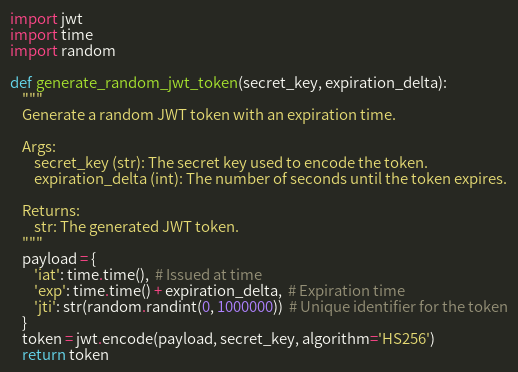 import jwt
import time
import random

def generate_random_jwt_token(secret_key, expiration_delta):
    """
    Generate a random JWT token with an expiration time.

    Args:
        secret_key (str): The secret key used to encode the token.
        expiration_delta (int): The number of seconds until the token expires.

    Returns:
        str: The generated JWT token.
    """
    payload = {
        'iat': time.time(),  # Issued at time
        'exp': time.time() + expiration_delta,  # Expiration time
        'jti': str(random.randint(0, 1000000))  # Unique identifier for the token
    }
    token = jwt.encode(payload, secret_key, algorithm='HS256')
    return token